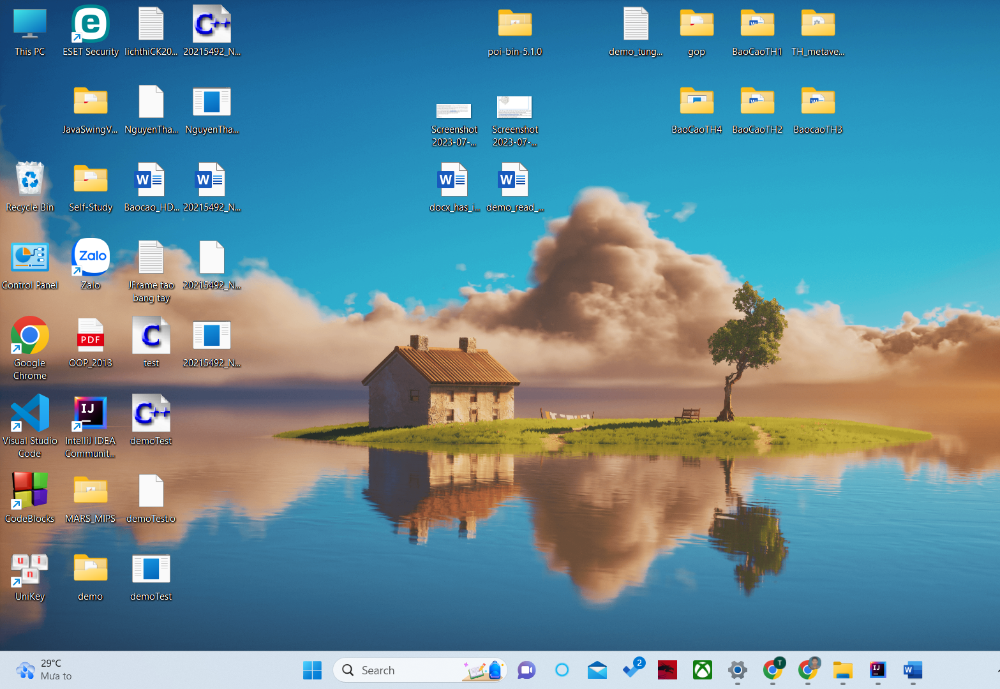 This PC
ESET Security
lichthiCK20...
20215492_N...
poi-bin-5.1.0
demo_tung...
gop
BaoCaoTH1
TH_metave...
JavaSwingV...
NguyenTha...
NguyenTha...
Screenshot
2023-07-...
Screenshot
2023-07-...
BaoCaoTH4
BaoCaoTH2
BaocaoTH3
Recycle Bin
Self-Study
Baocao_HD...
20215492_N...
docx_has_i...
demo_read_...
Control Panel
Zalo
Zalo
JFrame tao
bang tay
20215492_N...
Google
Chrome
PDF
OOP_2013
test
20215492_N...
Visual Studio
Code
IJ
IntelliJ IDEA
Communit...
C++
demoTest
CodeBlocks
MARS_MIPS
demoTest.o
u i n
UniKey
demo
demoTest
29°C
Mưa to
Search
2
T
IJ
W